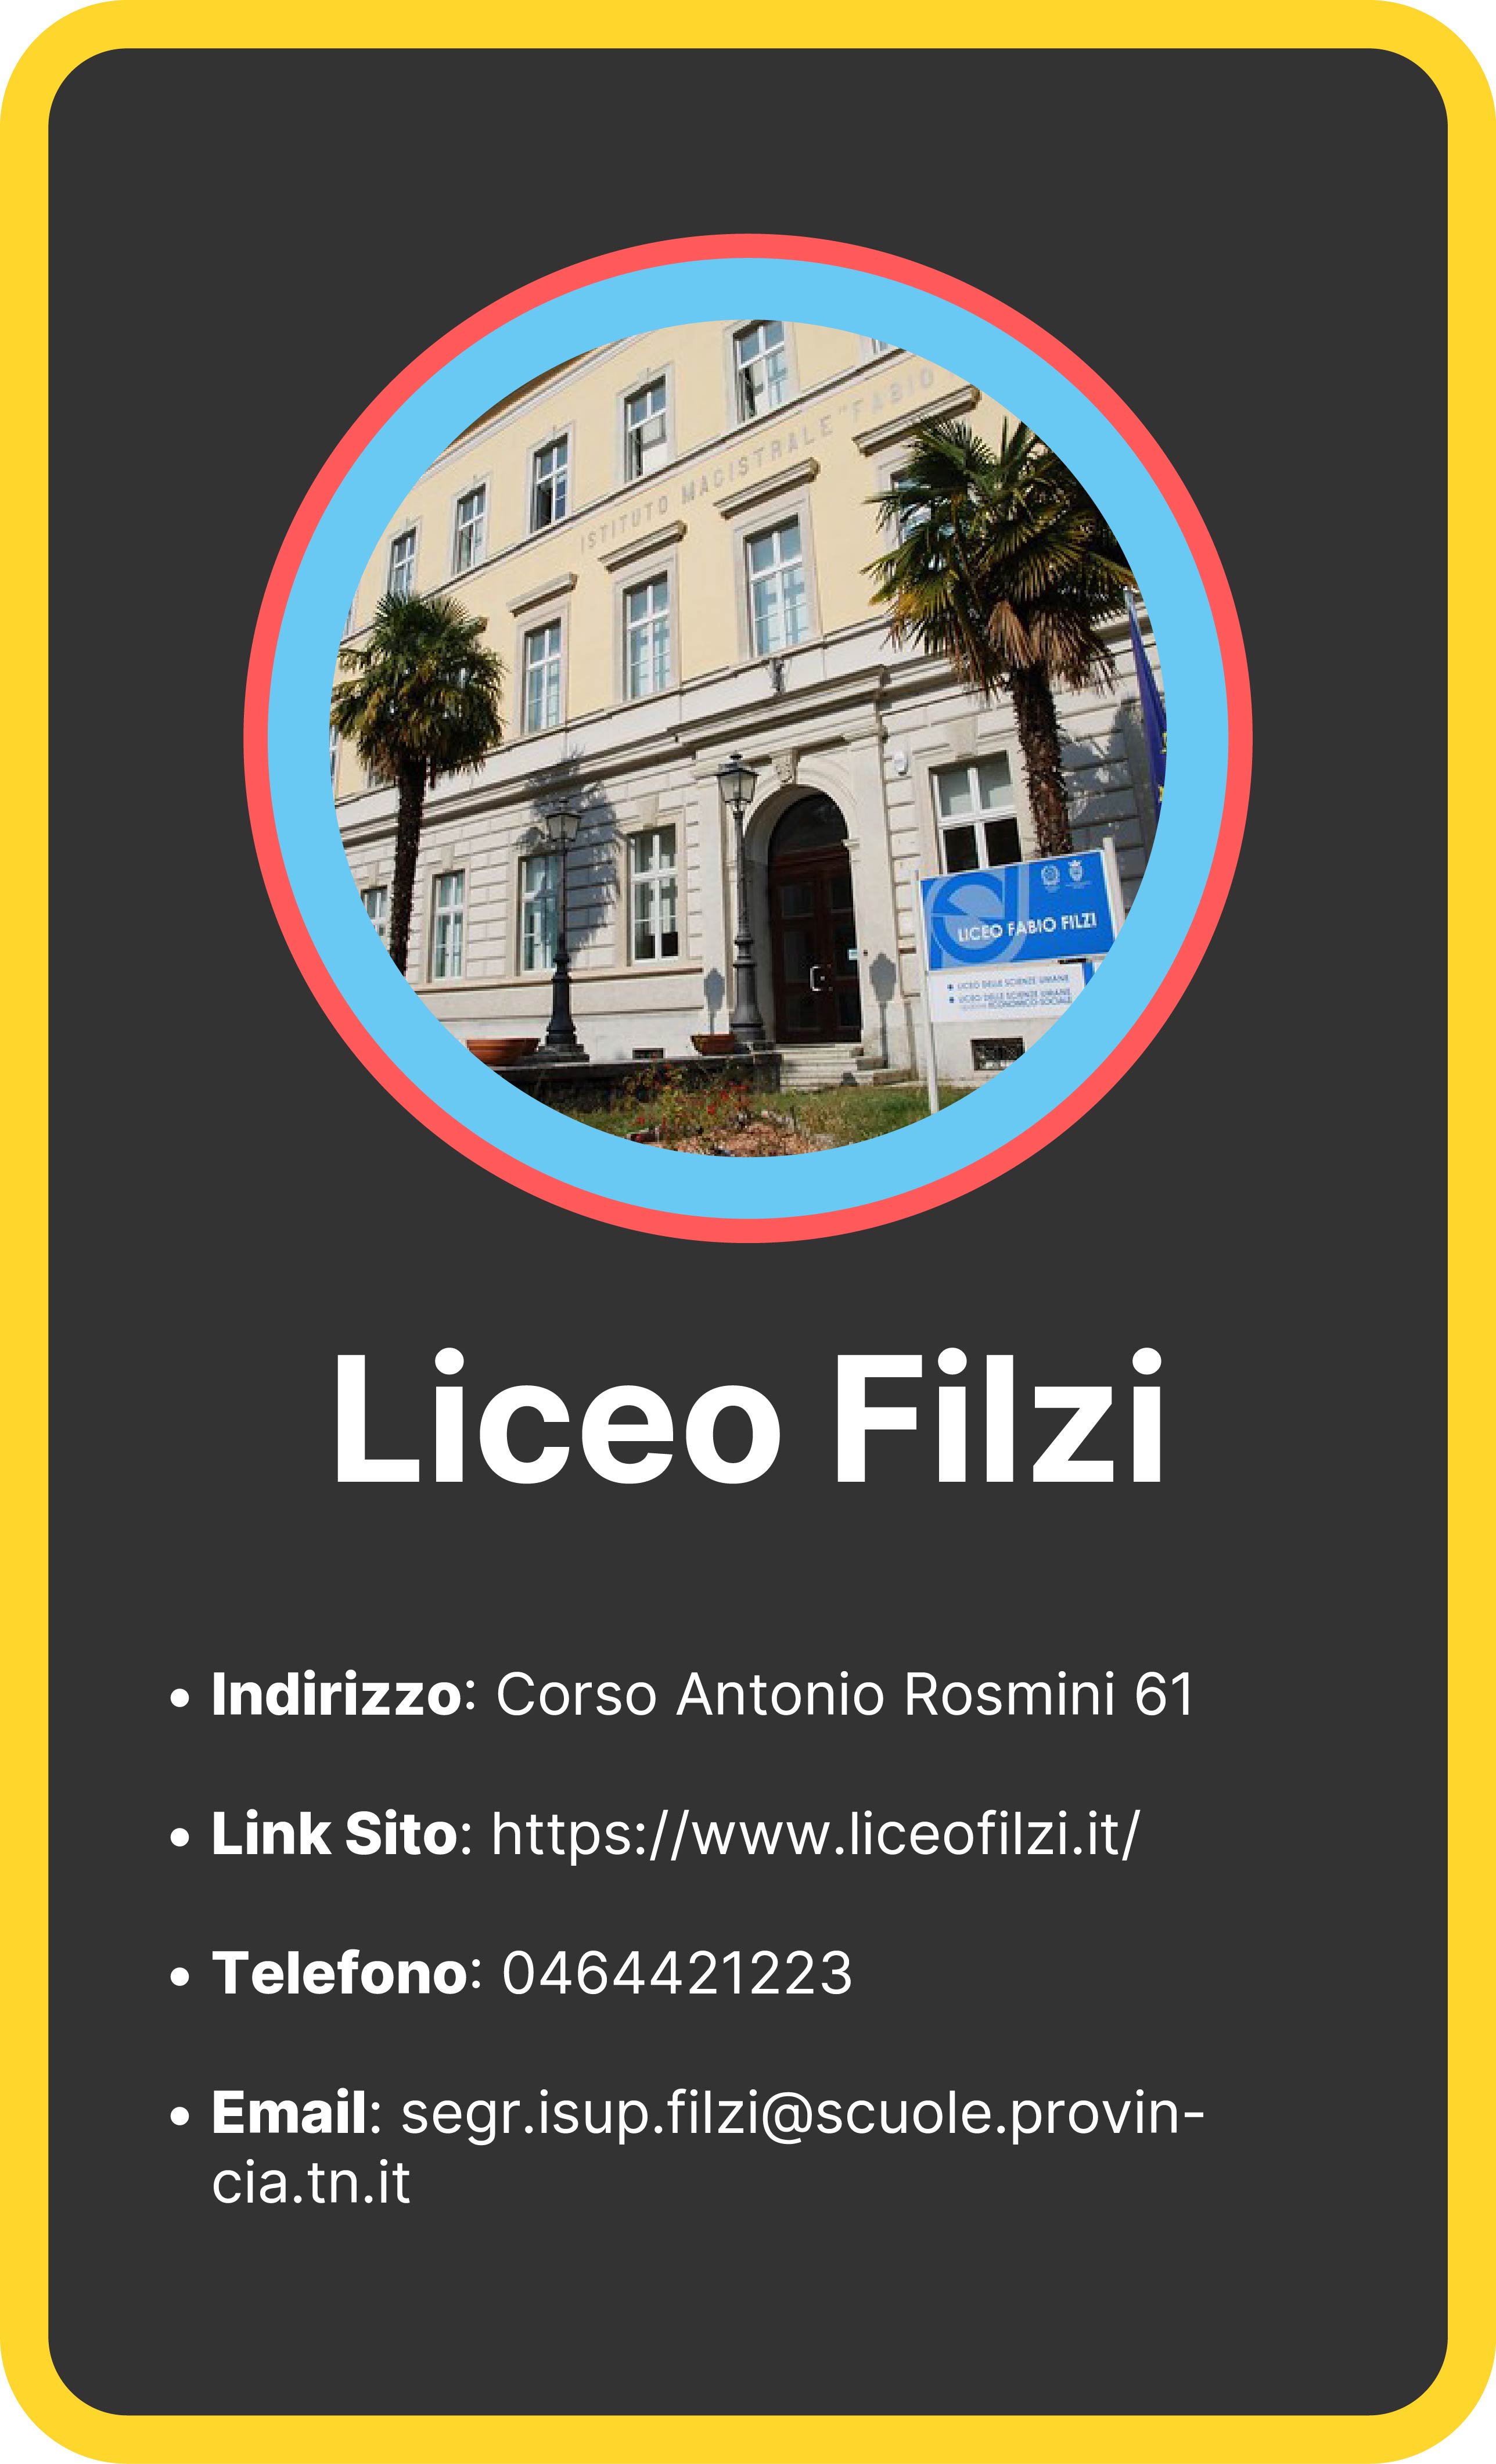 ISTITUTO MAGISTRALE "FABIO
LICEO FABIO FILZI
LICEO DELLE SCIENZE UMANE
LICEO DELLE SCIENZE UMANE
ECONOMICO-SOCIALE
Liceo Filzi
• Indirizzo: Corso Antonio Rosmini 61
• Link Sito: https://www.liceofilzi.it/
• Telefono: 0464421223
• Email: segr.isup.filzi@scuole.provin-
cia.tn.it